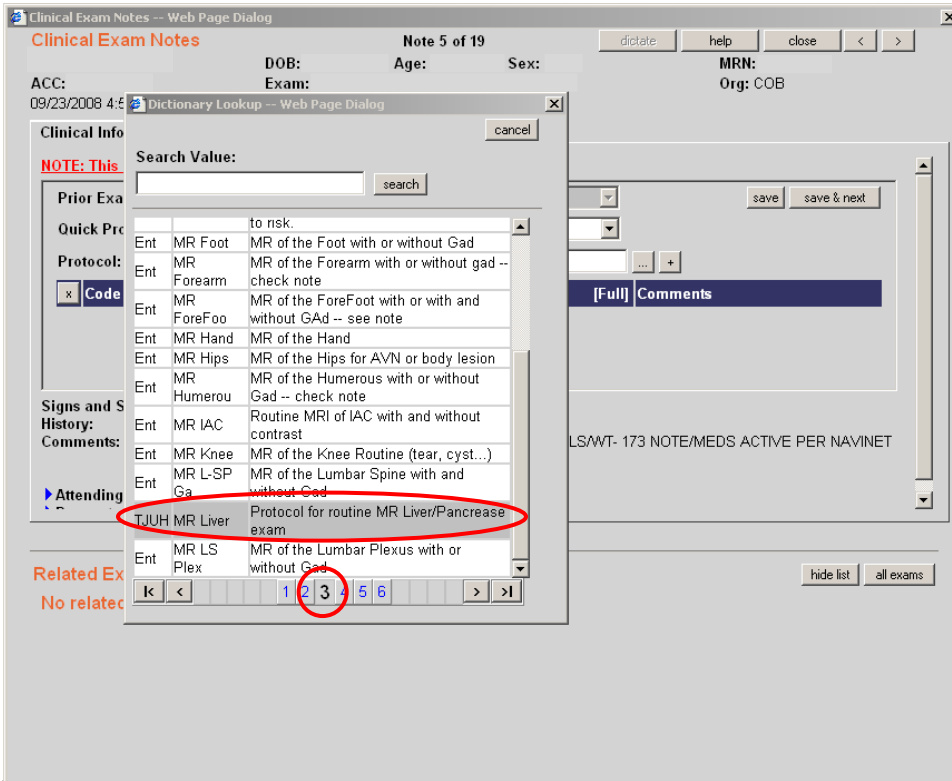 Clinical Exam Notes -- Web Page Dialog
Clinical Exam Notes Note 5 of 19 dictate help close < >
DOB: Age: Sex: MRN:
ACC: Exam: Org: COB
09/23/2008 4:5
Dictionary Lookup -- Web Page Dialog
cancel
Clinical Info
Search Value:
NOTE: This
search
Prior Exa save save & next
Quick Pro
to risk.
Ent MR Foot MR of the Foot with or without Gad
Protocol: ... +
Ent MR Forearm MR of the Forearm with or without gad --
check note
x Code [Full] Comments
Ent MR ForeFoo MR of the ForeFoot with or with and
without GAd -- see note
Ent MR Hand MR of the Hand
Ent MR Hips MR of the Hips for AVN or body lesion
Ent MR Humerou MR of the Humerous with or without
Gad -- check note
Signs and S
History:
Comments: LS/WT- 173 NOTE/MEDS ACTIVE PER NAVINET
Ent MR IAC Routine MRI of IAC with and without
contrast
Ent MR Knee MR of the Knee Routine (tear, cyst...)
Ent MR L-SP Ga MR of the Lumbar Spine with and
without Gad
Attending
TJUH MR Liver Protocol for routine MR Liver/Pancrease
exam
Ent MR LS Plex MR of the Lumbar Plexus with or
without Gad
Related Ex hide list all exams
1 2 3 4 5 6
No related